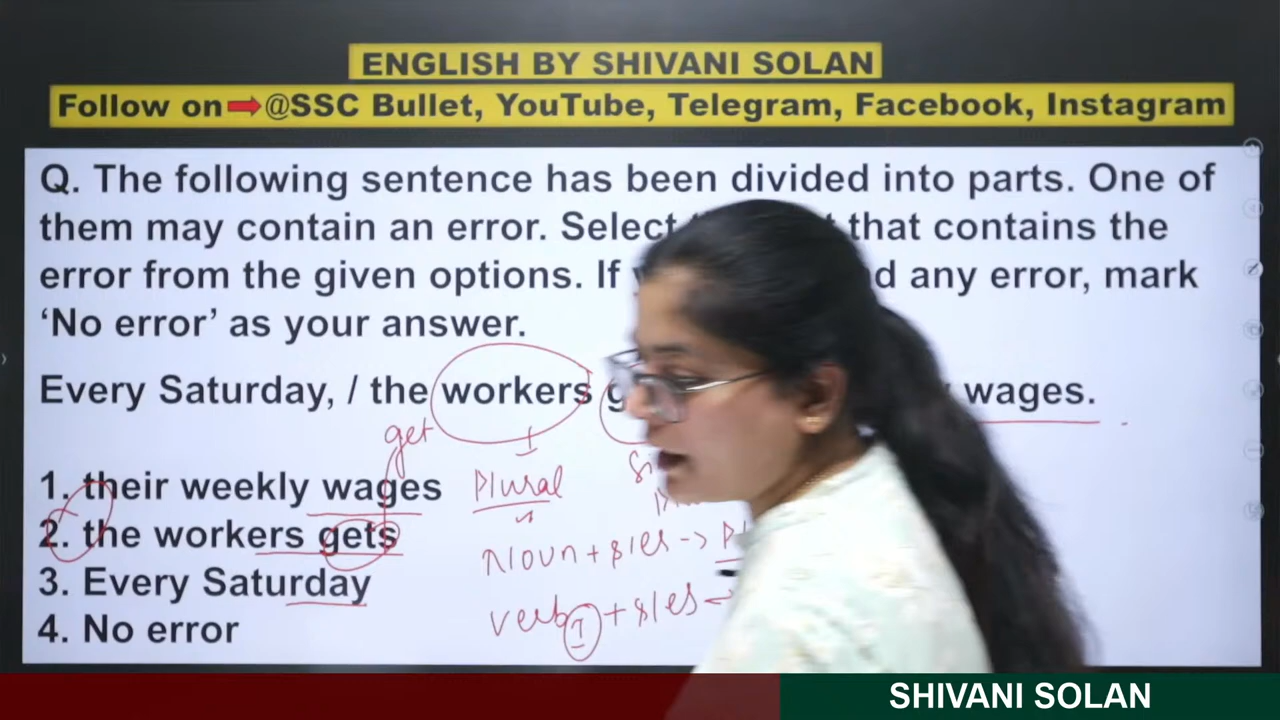 ENGLISH BY SHIVANI SOLAN
Follow on @SSC Bullet, YouTube, Telegram, Facebook, Instagram
Q. The following sentence has been divided into parts. One of
them may contain an error. Select that contains the
error from the given options. If any error, mark
‘No error’ as your answer.
Every Saturday, / the workers wages.
get
1. their weekly wages
Plural
2. the workers gets
Noun + s/es ->
3. Every Saturday
verb I + s/es
4. No error
SHIVANI SOLAN